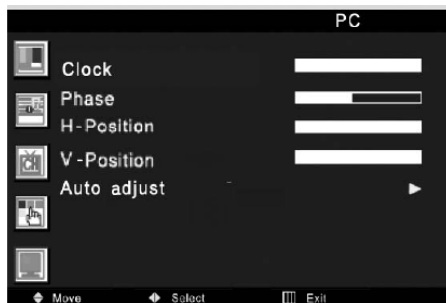 PC
Clock
Phase
H-Position
V-Position
Auto adjust
Move Select Exit